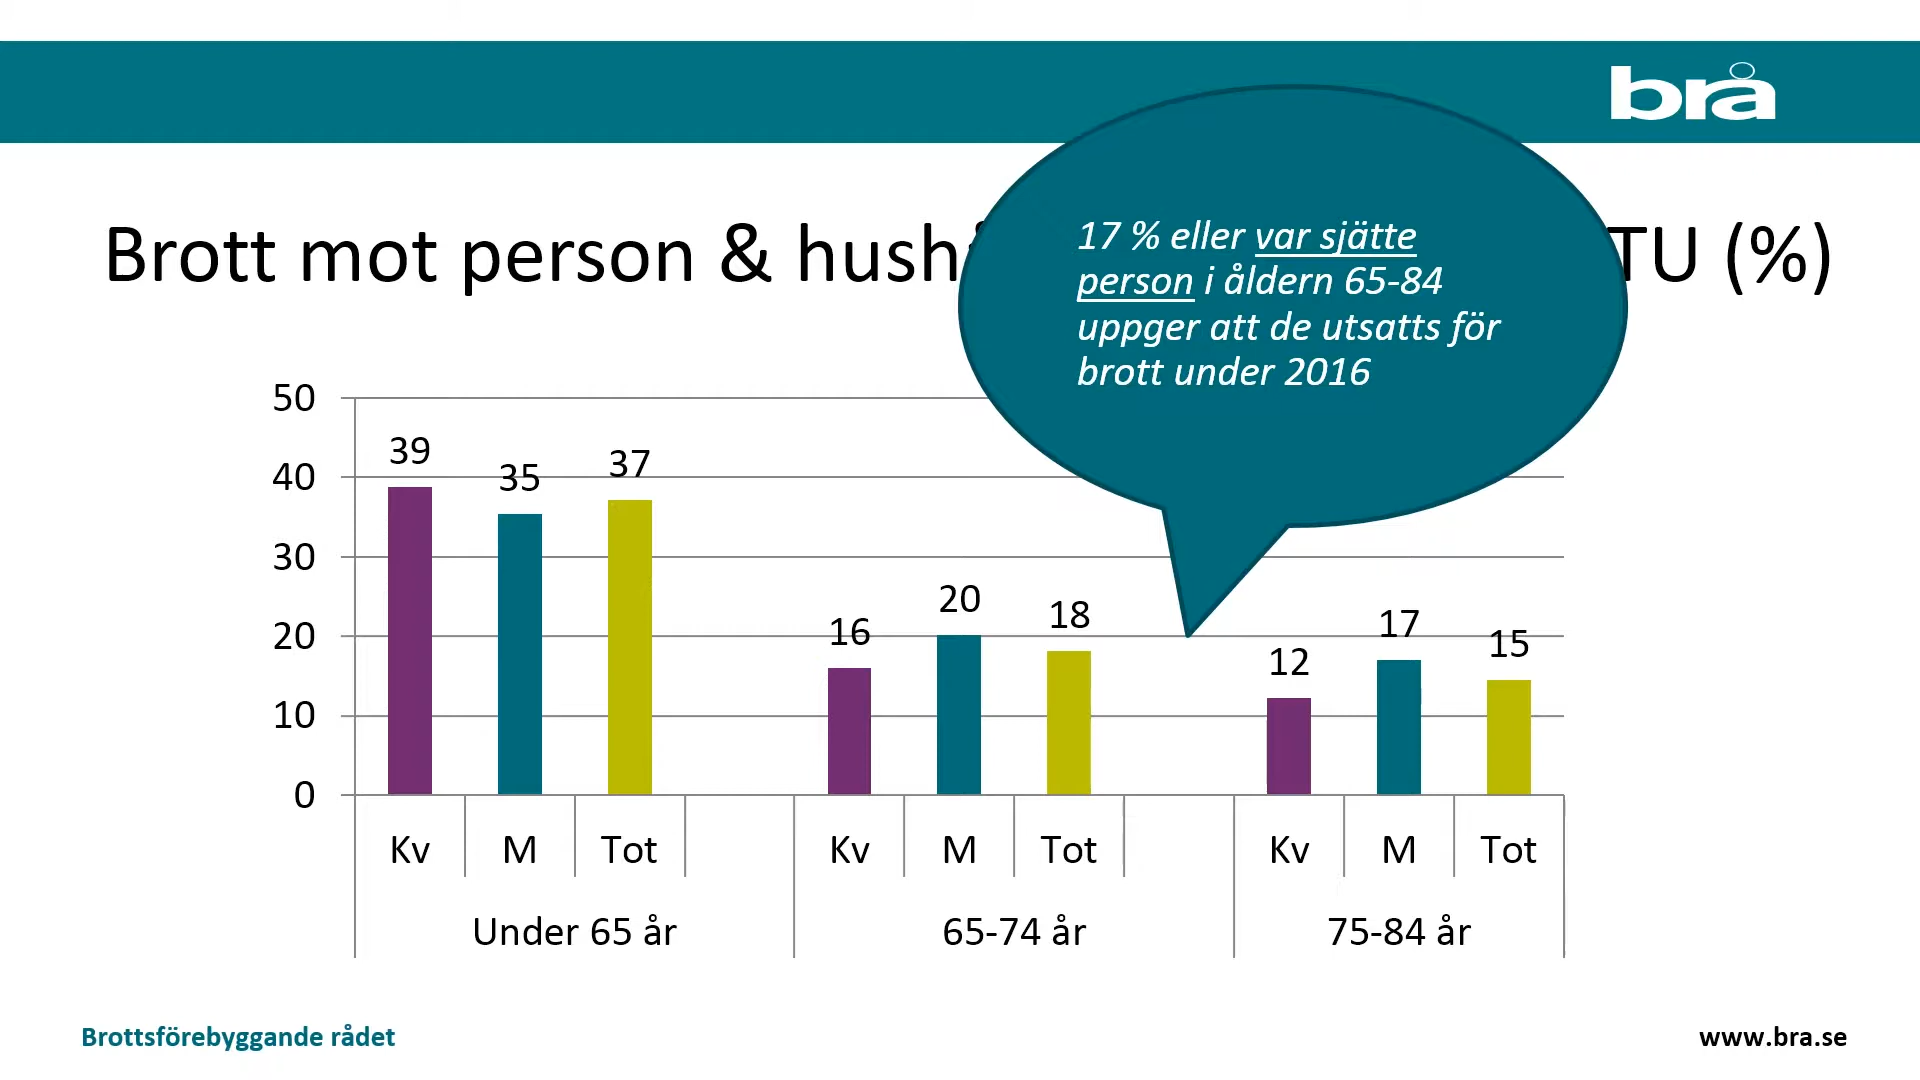 brå
Brott mot person & hush
TU (%)
17 % eller var sjätte
person i åldern 65-84
uppger att de utsatts för
brott under 2016
50
40
30
20
10
0
39
35
37
16
20
18
12
17
15
Kv M Tot Kv M Tot Kv M Tot
Under 65 år 65-74 år 75-84 år
Brottsförebyggande rådet
www.bra.se